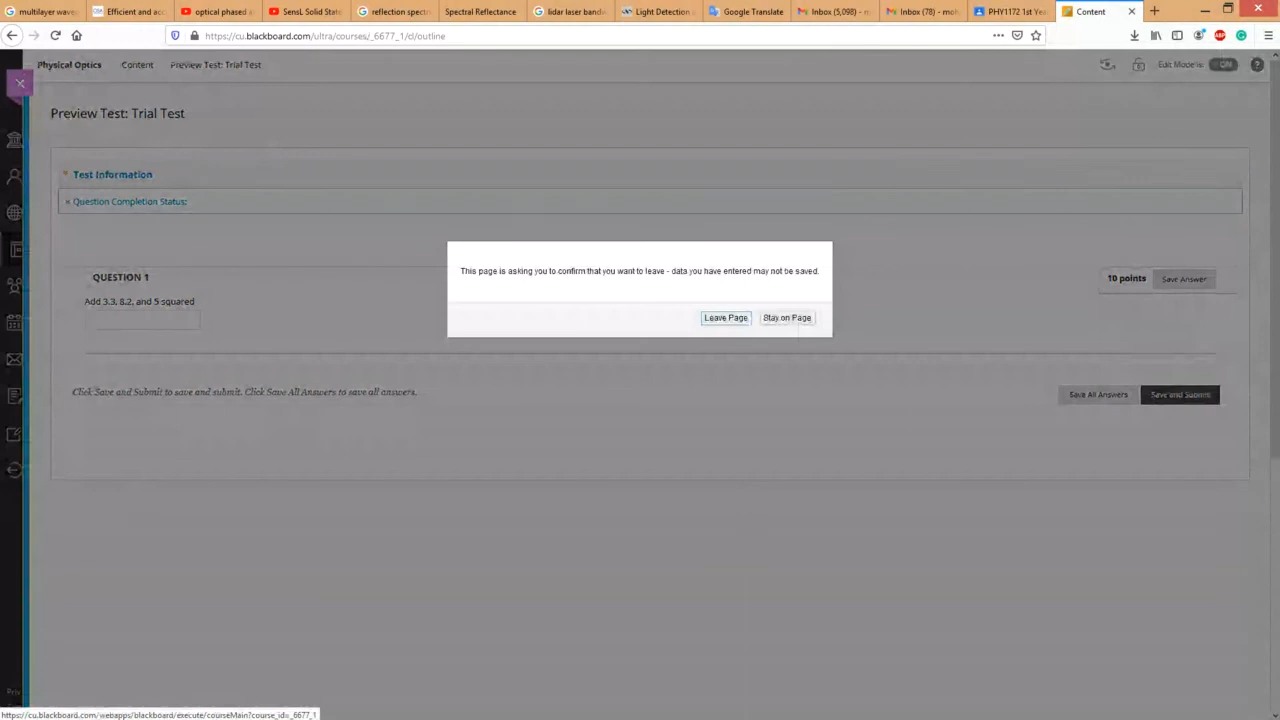 multilayer wave
Efficient and acc
optical phased
SensL Solid State
reflection spectr
Spectral Reflectance
lidar laser bandw
Light Detection
Google Translate
Inbox (5,098) -
Inbox (78) - moh
PHY1172 1st Yea
Content
https://cu.blackboard.com/ultra/courses/_6677_1/cl/outline
Physical Optics
Content
Preview Test: Trial Test
Edit Mode is:
ON
?
Preview Test: Trial Test
* Test Information
Question Completion Status:
This page is asking you to confirm that you want to leave - data you have entered may not be saved.
Leave Page
Stay on Page
QUESTION 1
10 points
Save Answer
Add 3.3, 8.2, and 5 squared
Click Save and Submit to save and submit. Click Save All Answers to save all answers.
Save All Answers
Save and Submit
Priv
https://cu.blackboard.com/webapps/blackboard/execute/courseMain?course_id=_6677_1